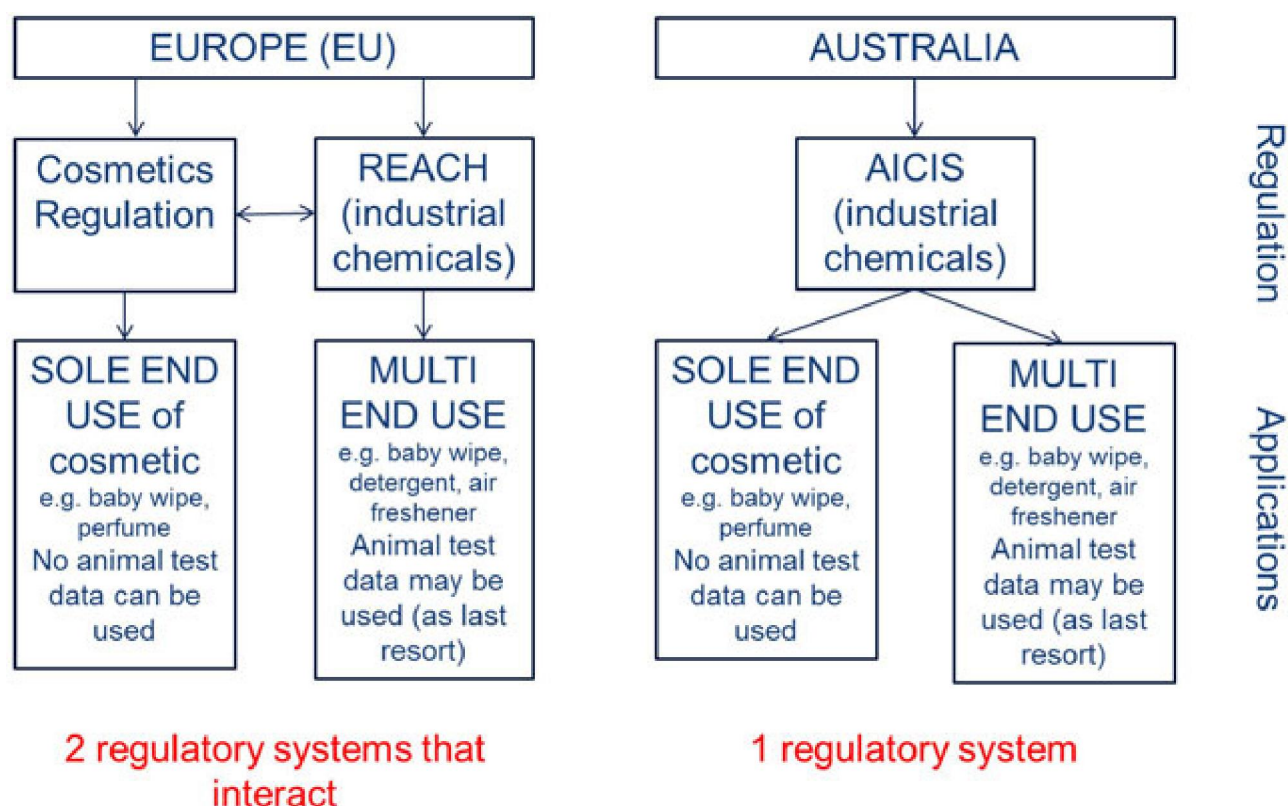 EUROPE (EU)
Cosmetics
Regulation
REACH
(industrial
chemicals)
SOLE END
USE of
cosmetic
e.g. baby wipe,
perfume
No animal test
data can be
used
MULTI
END USE
e.g. baby wipe,
detergent, air
freshener
Animal test
data may be
used (as last
resort)
2 regulatory systems that
interact
AUSTRALIA
AICIS
(industrial
chemicals)
SOLE END
USE of
cosmetic
e.g. baby wipe,
perfume
No animal test
data can be
used
MULTI
END USE
e.g. baby wipe,
detergent, air
freshener
Animal test
data may be
used (as last
resort)
1 regulatory system
Regulation
Applications